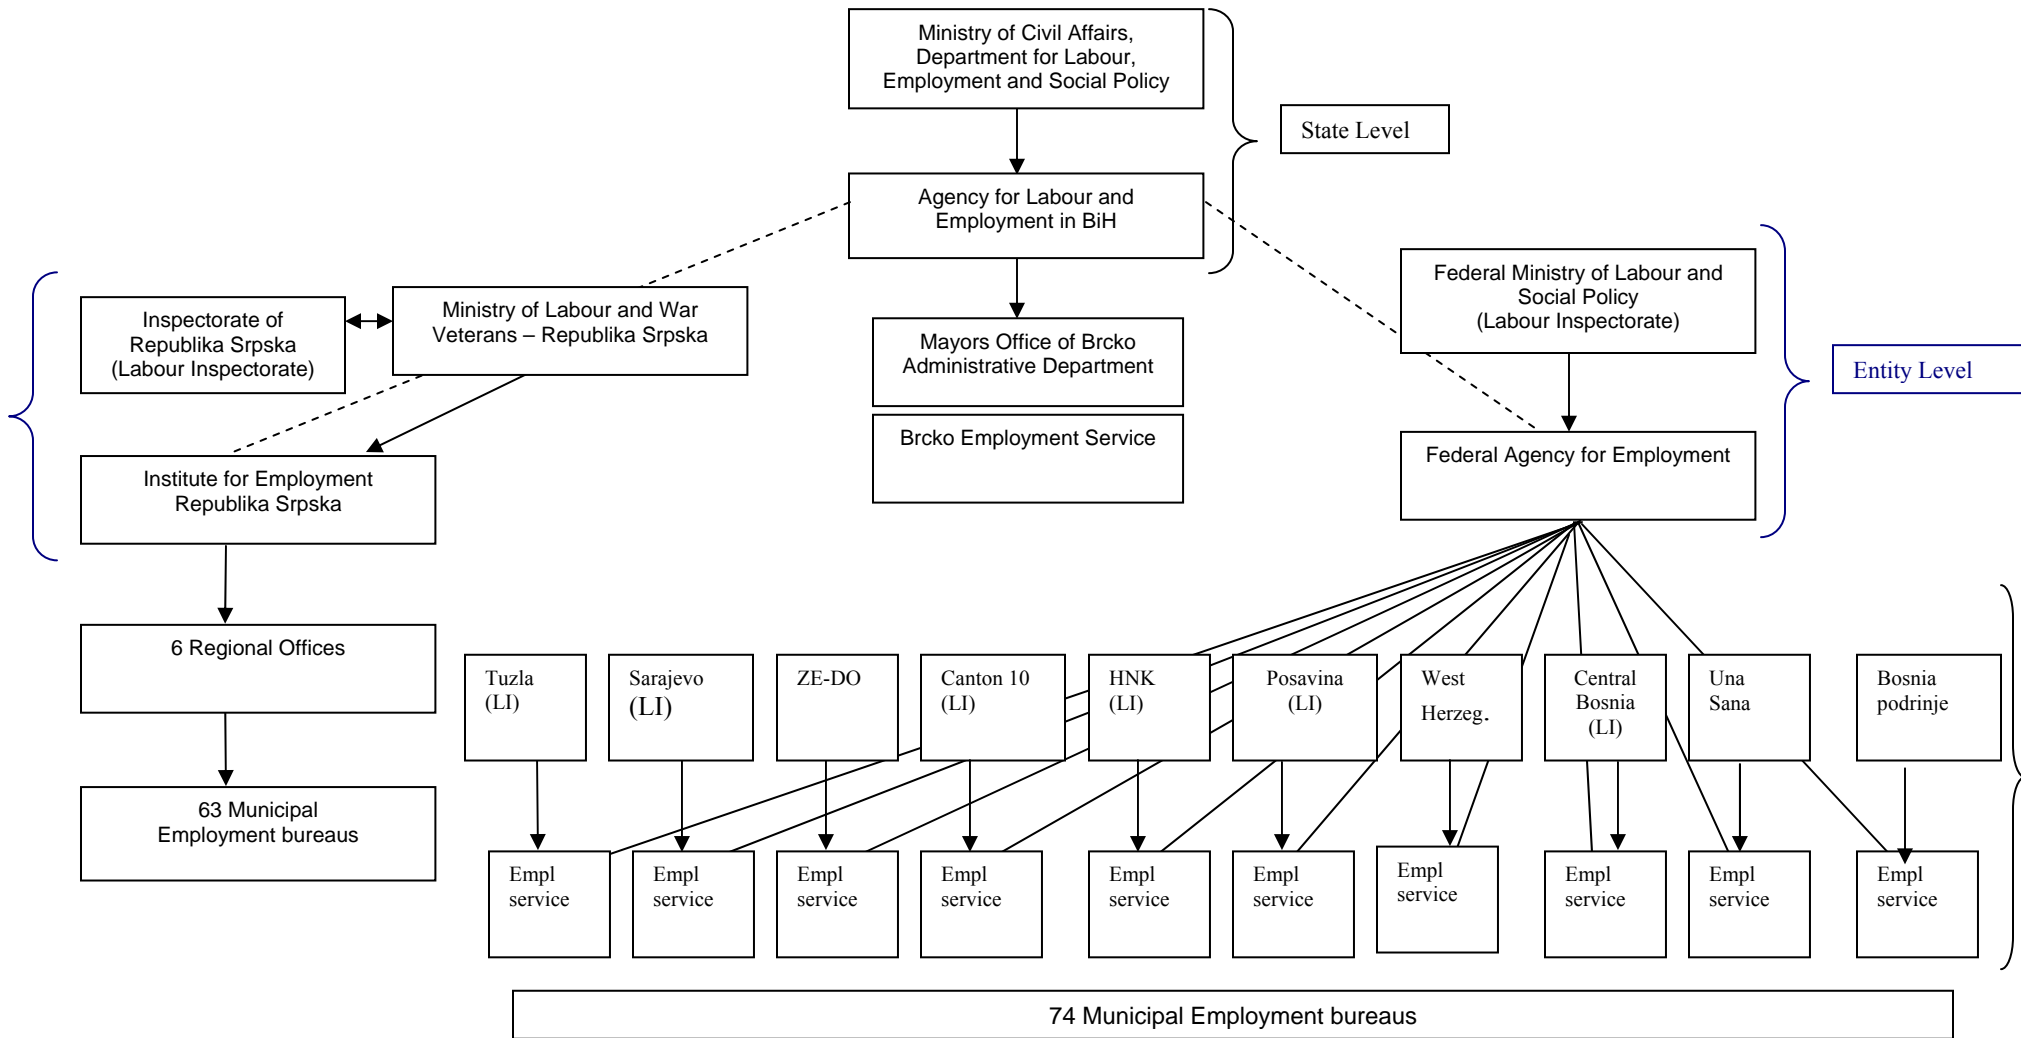 Ministry of Civil Affairs,
Department for Labour,
Employment and Social Policy
State Level
Agency for Labour and
Employment in BiH
Federal Ministry of Labour and
Social Policy
(Labour Inspectorate)
Inspectorate of
Republika Srpska
(Labour Inspectorate)
Ministry of Labour and War
Veterans – Republika Srpska
Mayors Office of Brcko
Administrative Department
Entity Level
Brcko Employment Service
Federal Agency for Employment
Institute for Employment
Republika Srpska
6 Regional Offices
Tuzla
(LI)
Sarajevo
(LI)
ZE-DO
Canton 10
(LI)
HNK
(LI)
Posavina
(LI)
West
Herzeg.
Central
Bosnia
(LI)
Una
Sana
Bosnia
podrinje
63 Municipal
Employment bureaus
Empl
service
Empl
service
Empl
service
Empl
service
Empl
service
Empl
service
Empl
service
Empl
service
Empl
service
Empl
service
74 Municipal Employment bureaus